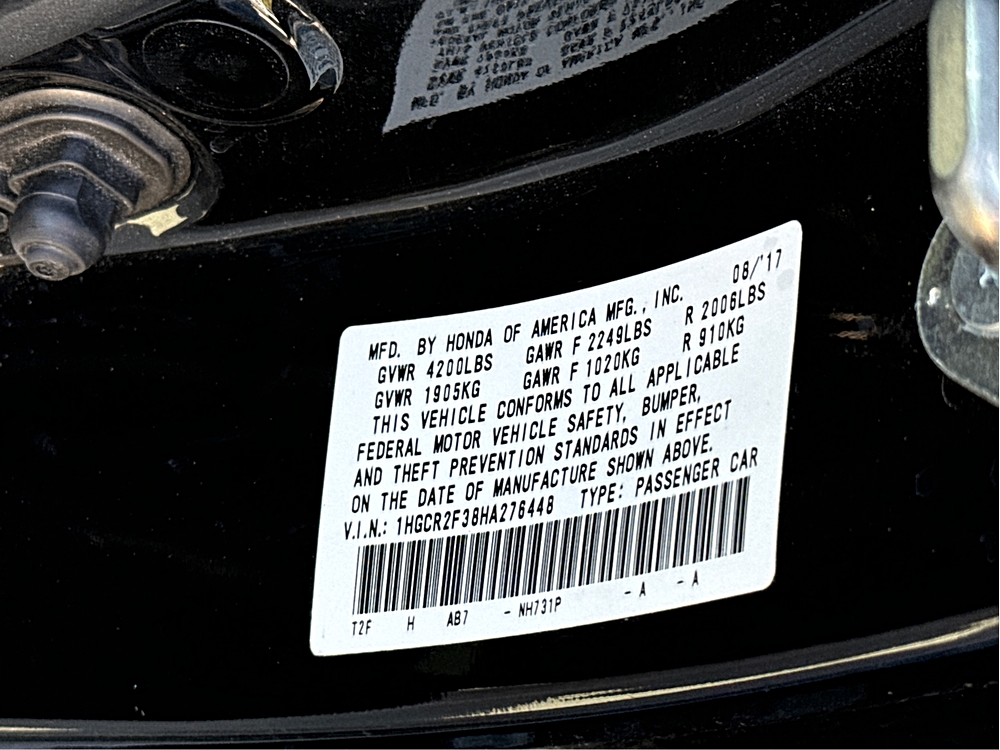 08/'17
MFD. BY HONDA OF AMERICA MFG., INC.
GVWR 4200LBS GAWR F 2249LBS R 2006LBS
GVWR 1905KG GAWR F 1020KG R 910KG
THIS VEHICLE CONFORMS TO ALL APPLICABLE
FEDERAL MOTOR VEHICLE SAFETY, BUMPER,
AND THEFT PREVENTION STANDARDS IN EFFECT
ON THE DATE OF MANUFACTURE SHOWN ABOVE.
V.I.N.: 1HGCR2F38HA276448 TYPE: PASSENGER CAR
T2F H AB7 - NH731P - A - A